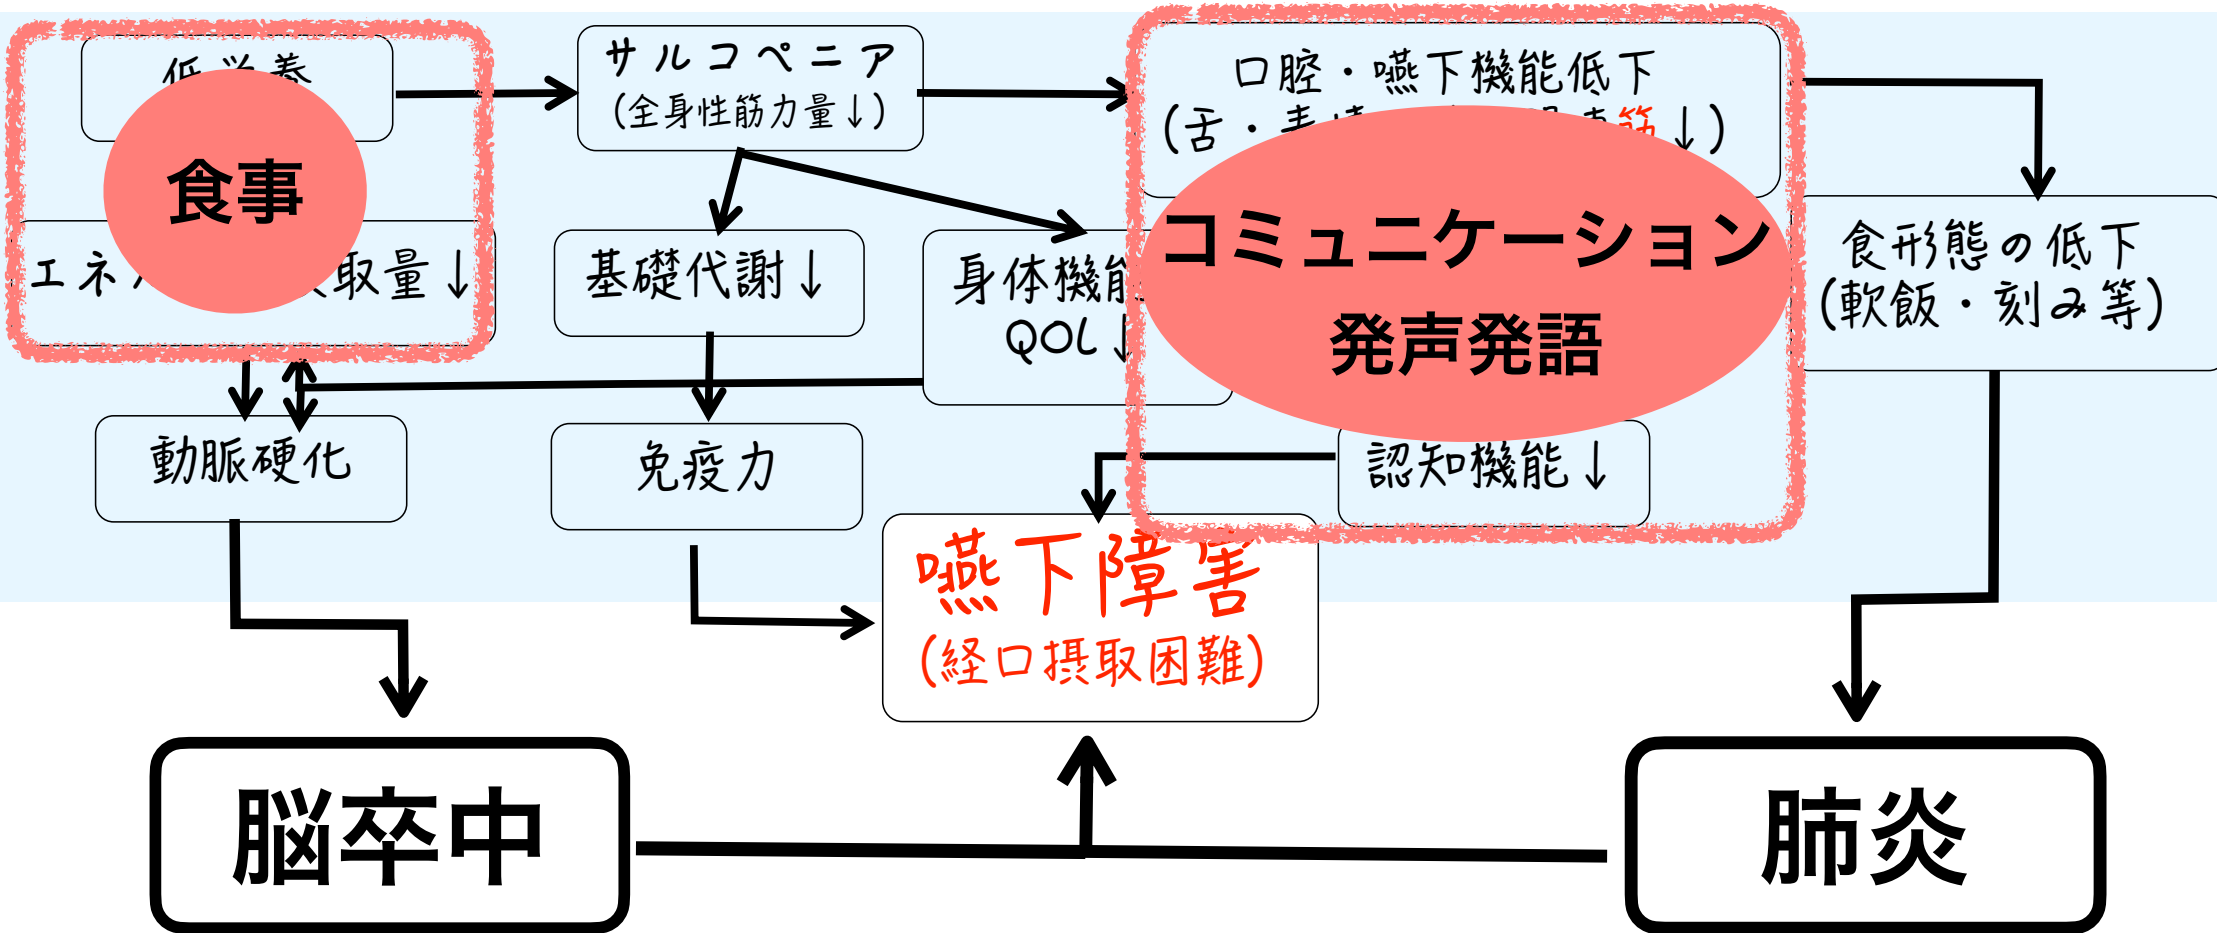 サルコペニア
(全身性筋力量↓)
口腔・嚥下機能低下
(舌・筋↓)
食事
エネ取量↓
基礎代謝↓
身体機能
QOL↓
コミュニケーション
発声発語
食形態の低下
(軟飯・刻み等)
動脈硬化
免疫力
認知機能↓
嚥下障害
(経口摂取困難)
脳卒中
肺炎